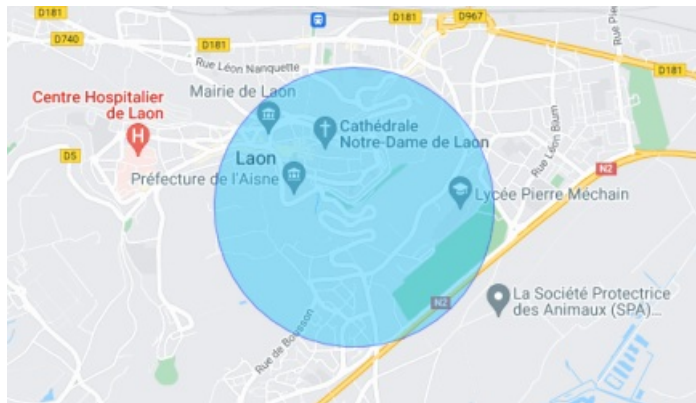 D181
D967
D740
D181
D181
Rue Léon Nanquette
Centre Hospitalier
de Laon
H
Mairie de Laon
Cathédrale
Notre-Dame de Laon
Rue Léon Blum
D5
Laon
Préfecture de l'Aisne
N2
Lycée Pierre Méchain
N2
La Société Protectrice
des Animaux (SPA)...
Rue de Bousson